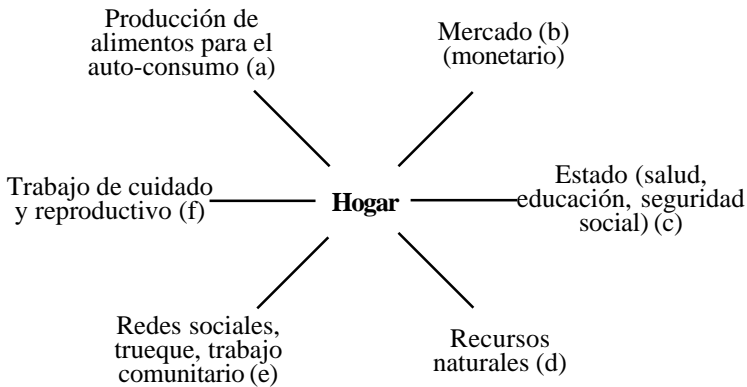 Producción de
alimentos para el
auto-consumo (a)
Mercado (b)
(monetario)
Trabajo de cuidado
y reproductivo (f)
Hogar
Estado (salud,
educación, seguridad
social) (c)
Redes sociales,
trueque, trabajo
comunitario (e)
Recursos
naturales (d)